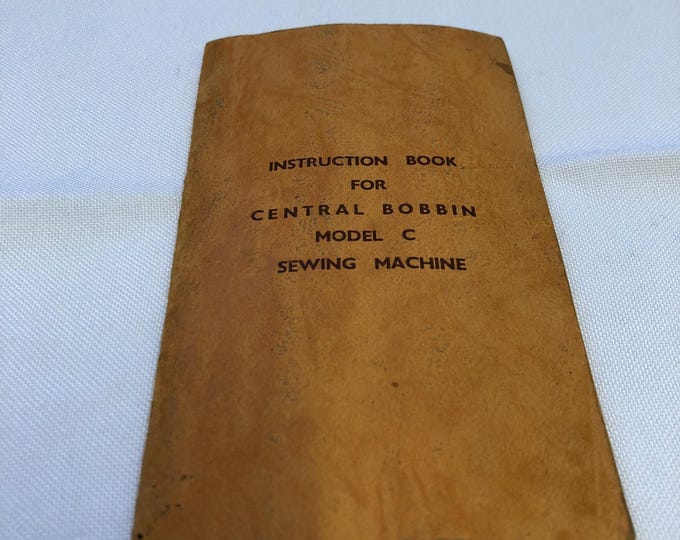 INSTRUCTION BOOK
FOR
CENTRAL BOBBIN
MODEL C
SEWING MACHINE